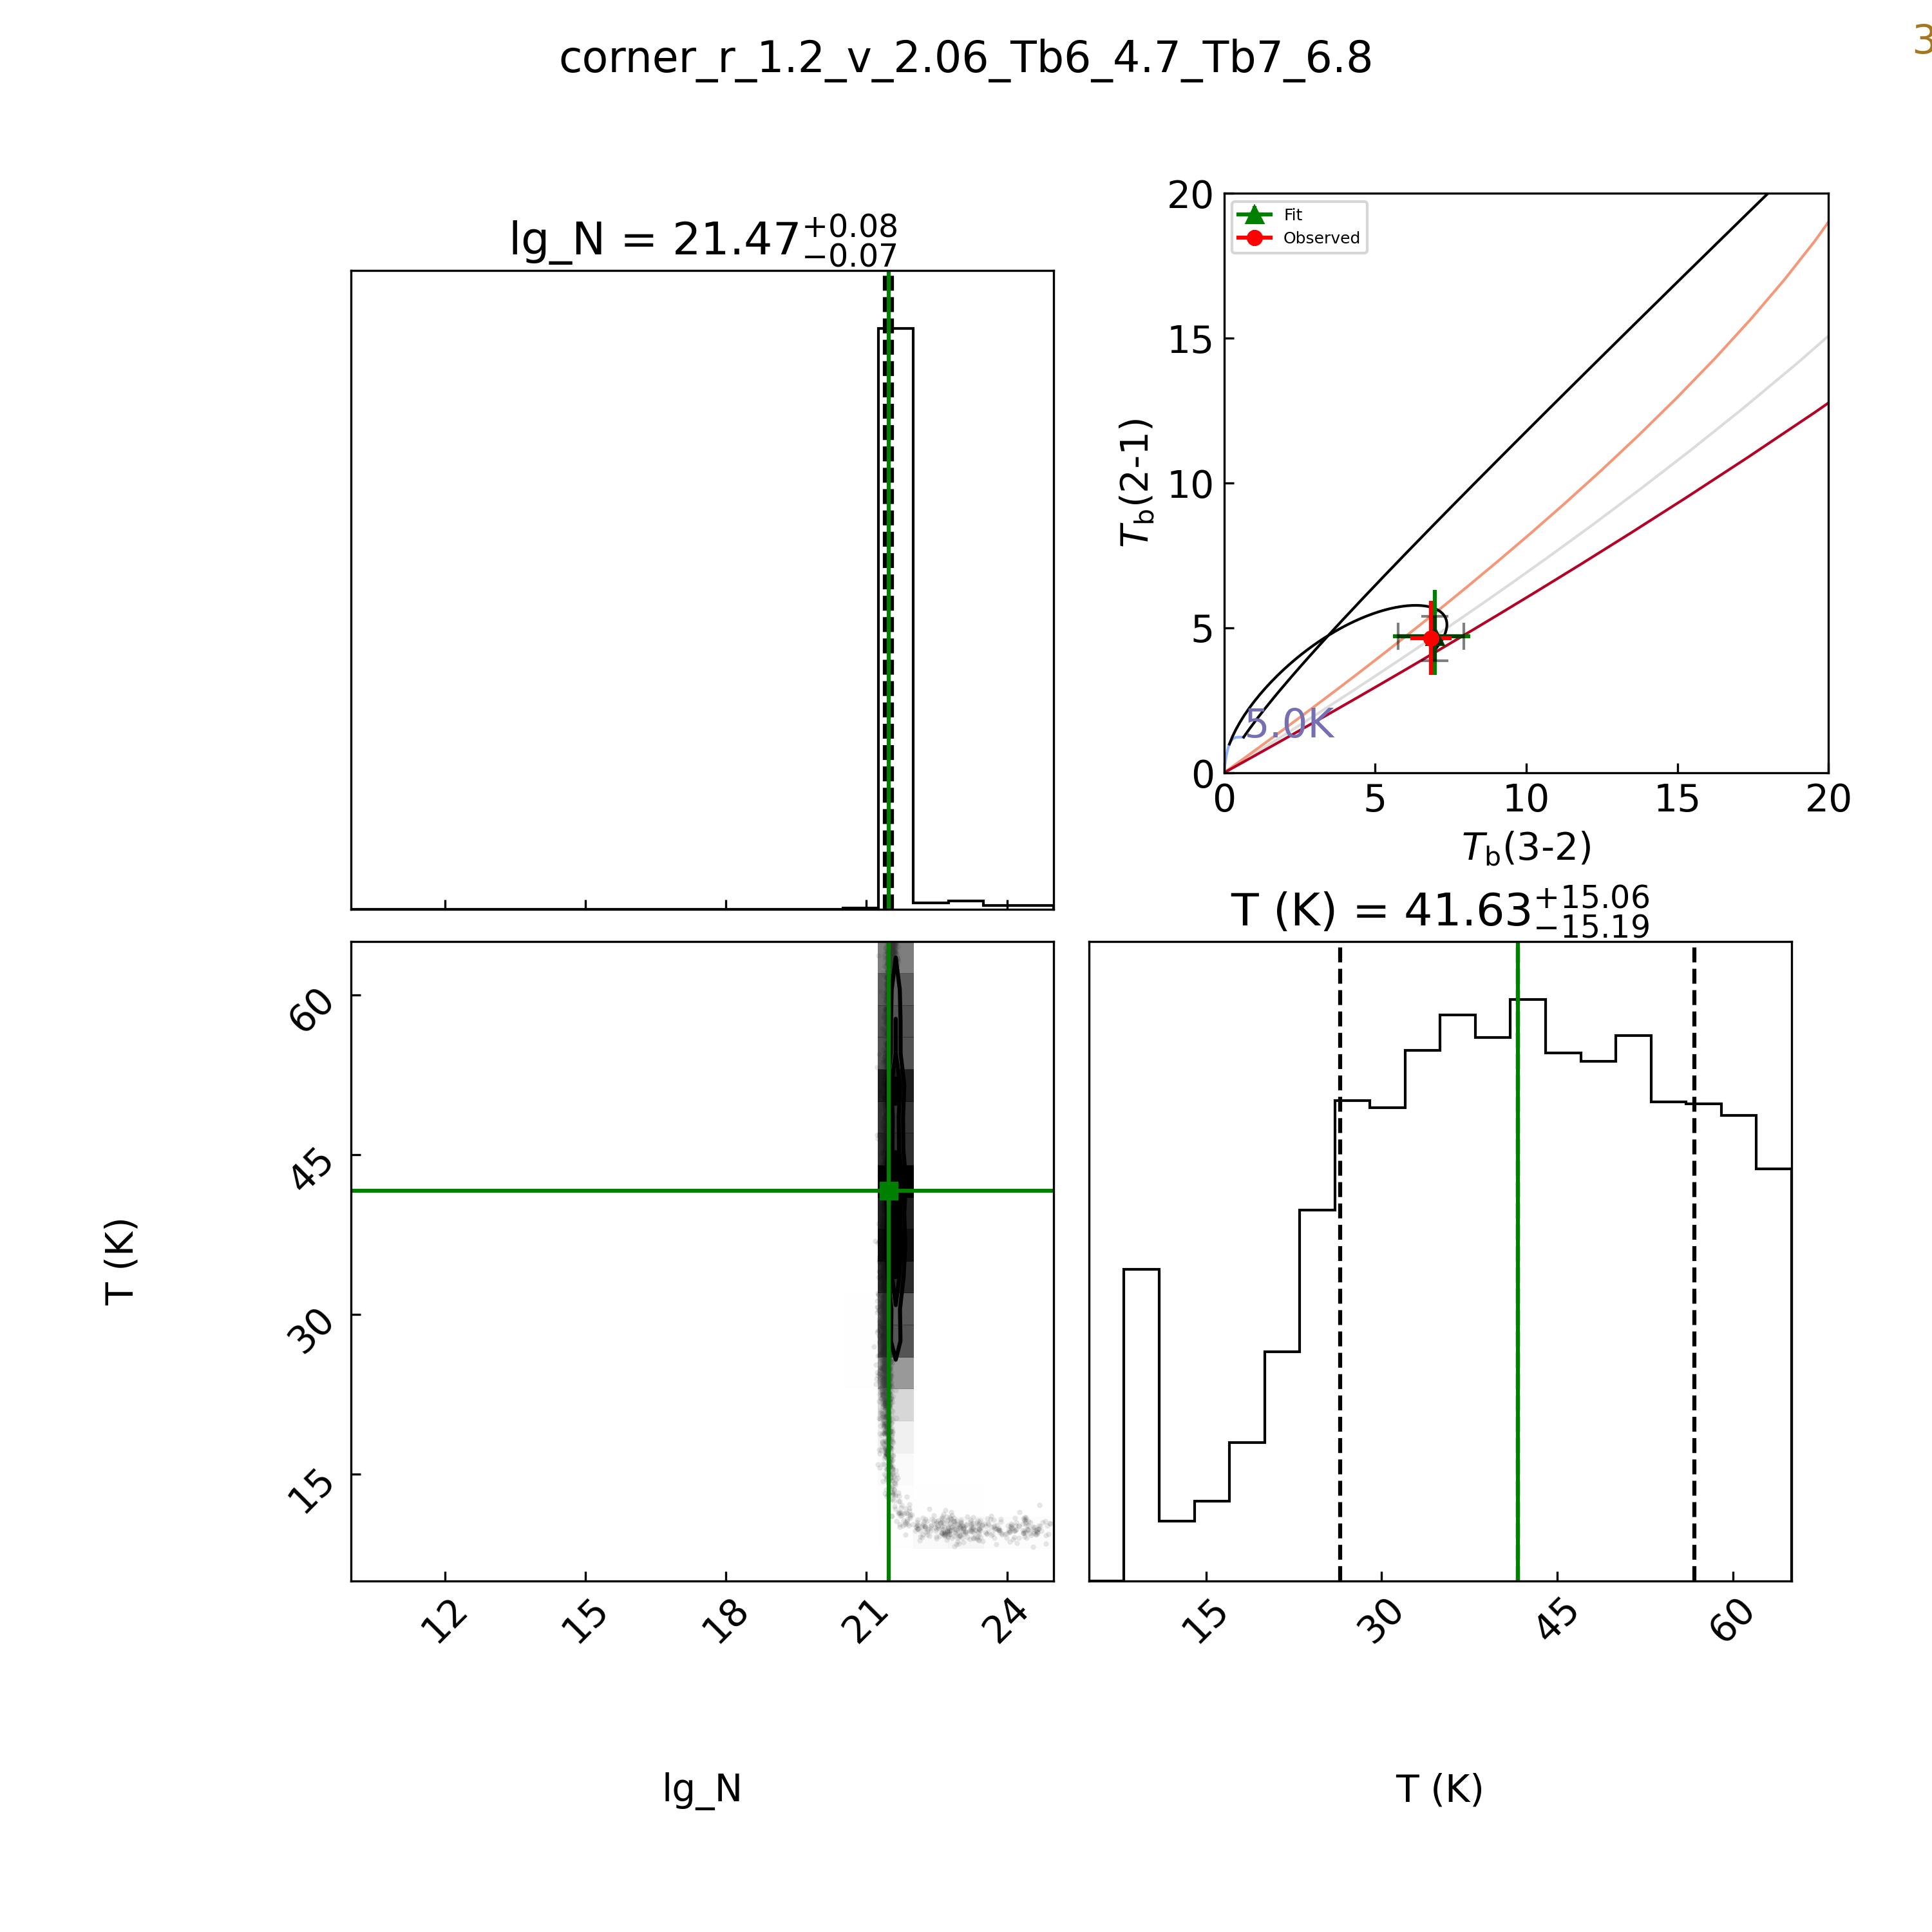 corner_r_1.2_v_2.06_Tb6_4.7_Tb7_6.8
3
lg_N = 21.47+0.08 −0.07
20
15
10
5
0
Tb(2-1)
Fit
Observed
5.0K
0 5 10 15 20
Tb(3-2)
T (K) = 41.63+15.06 −15.19
60
45
30
15
T (K)
12 15 18 21 24
lg_N
15 30 45 60
T (K)